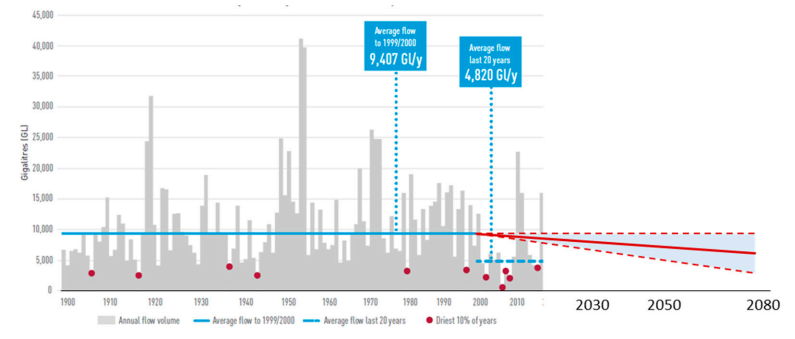 45,000
Average flow
to 1999/2000
9,407 Gl/y
Average flow
last 20 years
4,820 Gl/y
40,000
35,000
30,000
25,000
20,000
15,000
10,000
5,000
0
Gigalitres (GL)
1900 1910 1920 1930 1940 1950 1960 1970 1980 1990 2000 2010 2030 2050 2080
Annual flow volume Average flow to 1999/2000 Average flow last 20 years Driest 10% of years